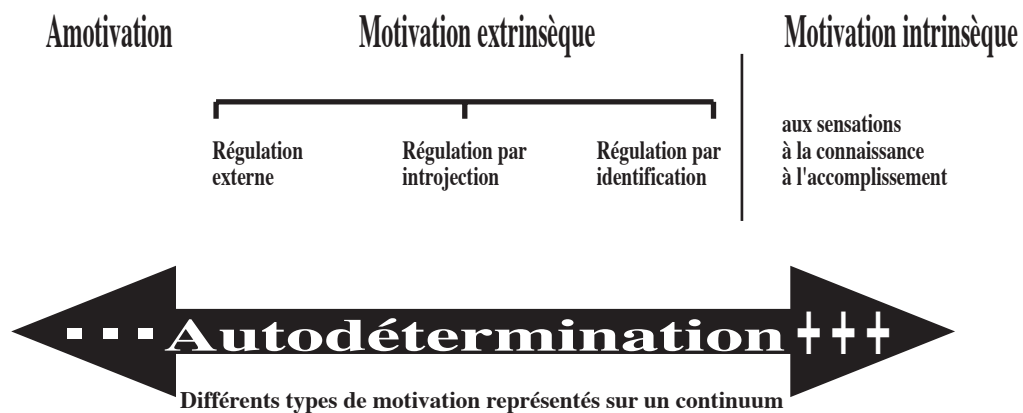 Amotivation
Motivation extrinsèque
Motivation intrinsèque
Régulation
externe
Régulation par
introjection
Régulation par
identification
aux sensations
à la connaissance
à l'accomplissement
- - - Autodétermination +++
Différents types de motivation représentés sur un continuum